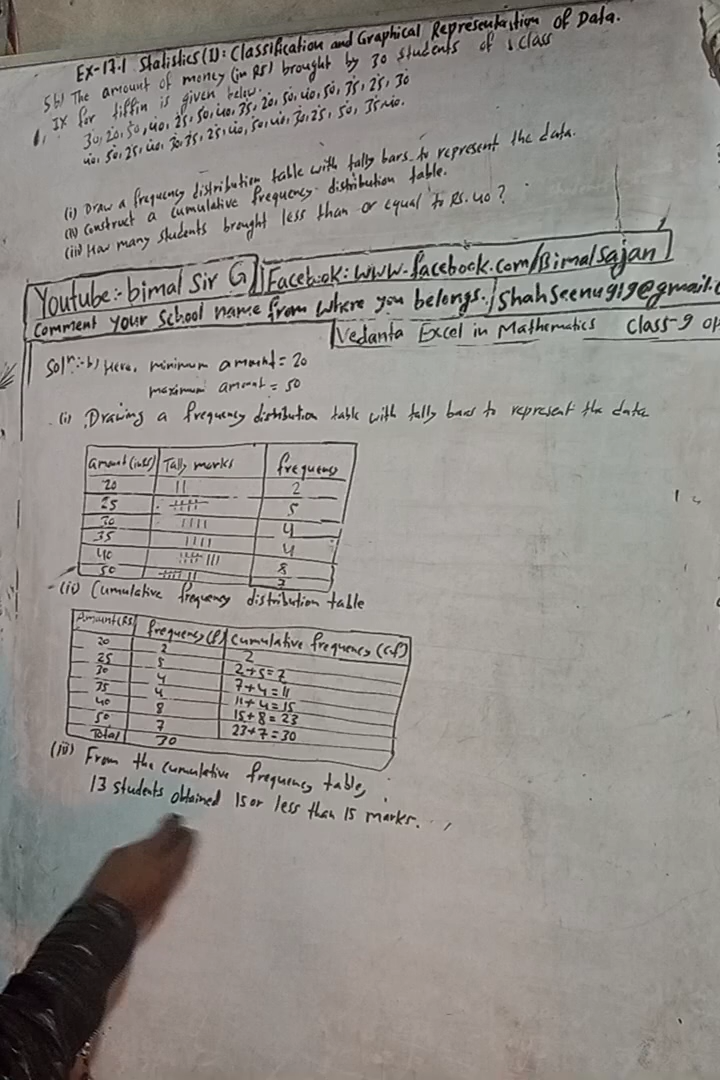 Ex-17.1 Statistics (I): Classification and Graphical Representation of Data.
5b) The amount of money (in RS) brought by 30 students of
class
IX for tiffin is given below.
30, 20, 50, 40, 25, 50, 40, 35, 20, 50, 40, 50, 35, 25, 30
40, 50, 25, 40, 30, 35, 25, 40, 50, 40, 30, 25, 50, 35, 40.
(i) Draw a frequency distribution table with tally bars to represent the data.
(ii) Construct a cumulative frequency distribution table.
(iii) How many students brought less than or equal to Rs. 40?
Youtube:- bimal Sir G Facebook: www.facebook.com/Bimalsajan
Comment your School name from where you belongs. Shahseenu919@gmail.
Vedanta Excel in Mathematics Class-9
Solⁿ:- b) Here, minimum amount = 20
maximum amount = 50
(i) Drawing a frequency distribution table with tally bars to represent the data
Amount (in RS) Tally marks frequency
20 || 2
25 5
30 |||| 4
35 |||| 4
40 ||| 8
50 || 7
(ii) Cumulative frequency distribution table
Amount (RS) frequency (f) Cumulative frequency (cf)
20 2 2
25 5 2+5=7
30 4 7+4=11
35 4 11+4=15
40 8 15+8=23
50 7 23+7=30
Total 30
(iii) From the cumulative frequency table,
13 students obtained 15 or less than 15 marks.